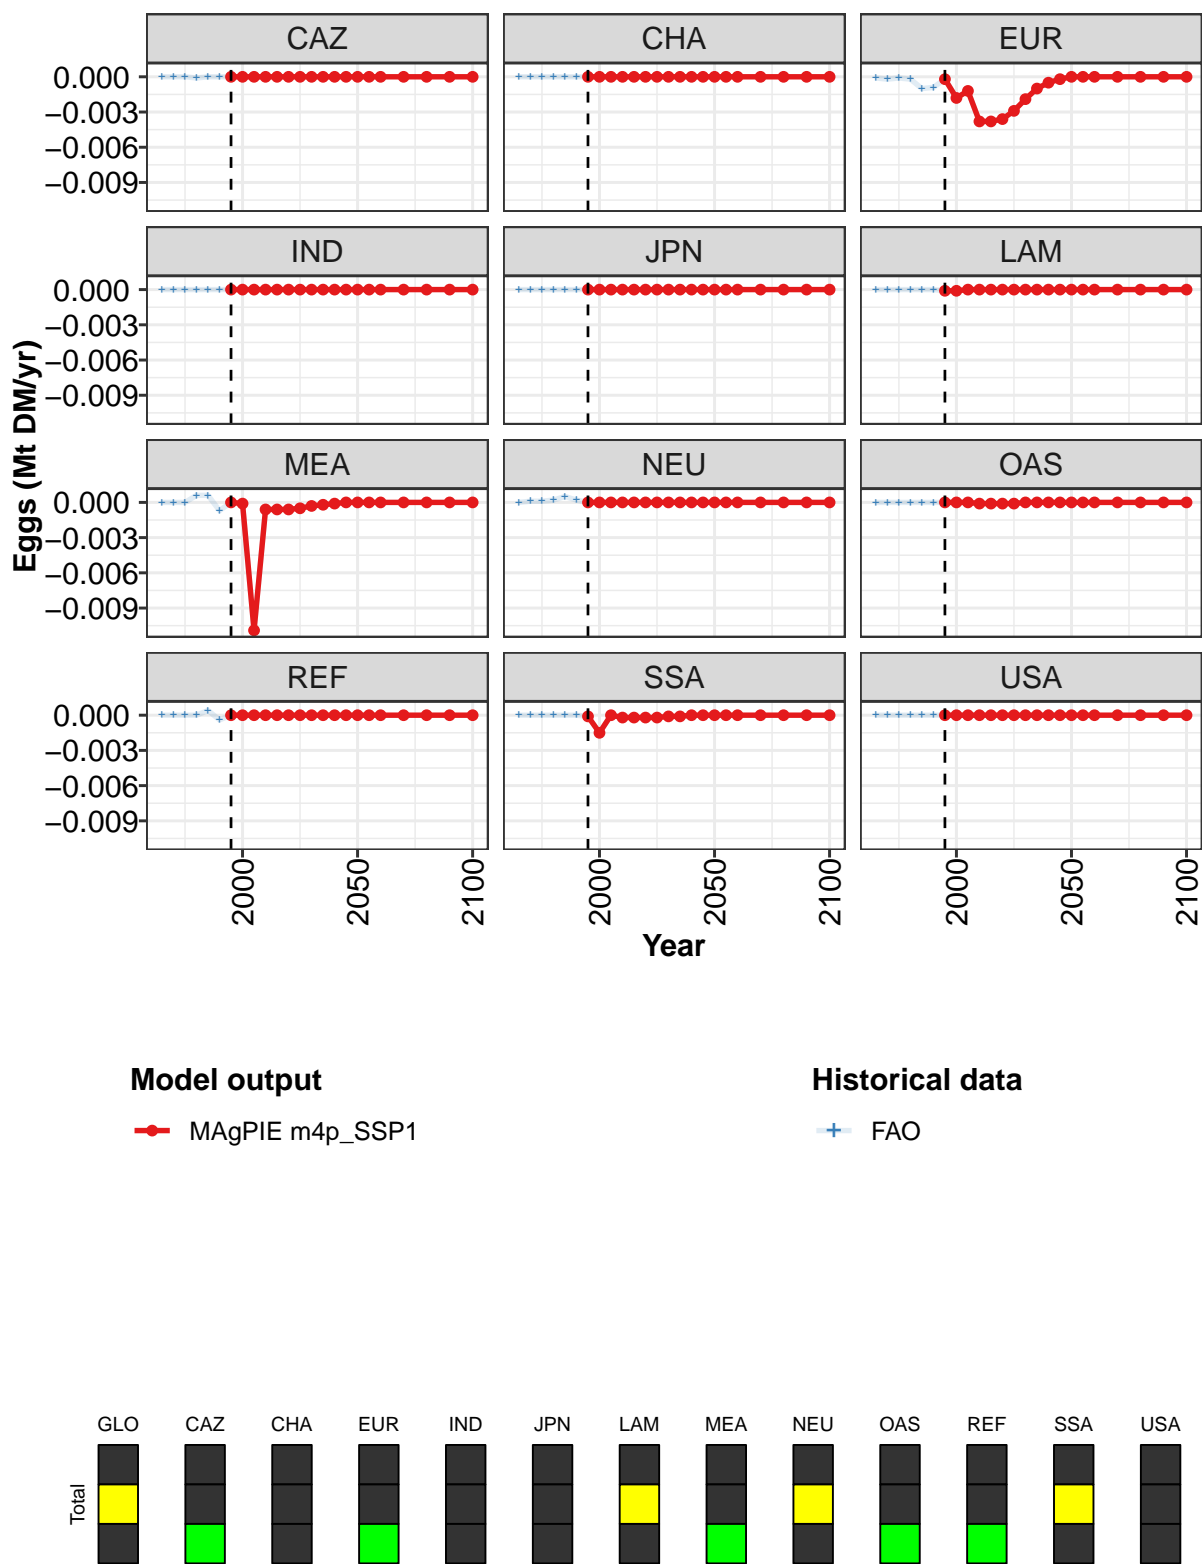 CAZ CHA EUR
0.000
−0.003
−0.006
−0.009
IND JPN LAM
0.000
−0.003
−0.006
−0.009
MEA NEU OAS
0.000
−0.003
−0.006
−0.009
REF SSA USA
0.000
−0.003
−0.006
−0.009
Eggs (Mt DM/yr)
2000 2050 2100 2000 2050 2100 2000 2050 2100
Year
Model output Historical data
MAgPIE m4p_SSP1 FAO
GLO CAZ CHA EUR IND JPN LAM MEA NEU OAS REF SSA USA
Total